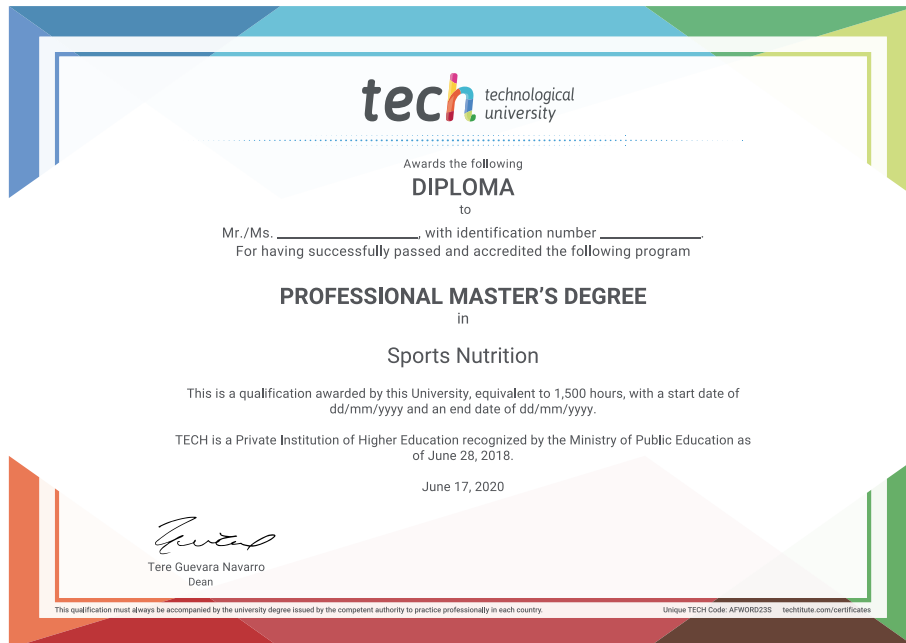 tech technological
university
Awards the following
DIPLOMA
to
Mr./Ms. ____________________, with identification number ______________.
For having successfully passed and accredited the following program
PROFESSIONAL MASTER'S DEGREE
in
Sports Nutrition
This is a qualification awarded by this University, equivalent to 1,500 hours, with a start date of
dd/mm/yyyy and an end date of dd/mm/yyyy.
TECH is a Private Institution of Higher Education recognized by the Ministry of Public Education as
of June 28, 2018.
June 17, 2020
Tere Guevara Navarro
Dean
This qualification must always be accompanied by the university degree issued by the competent authority to practice professionally in each country.
Unique TECH Code: AFWORD23S techtitute.com/certificates